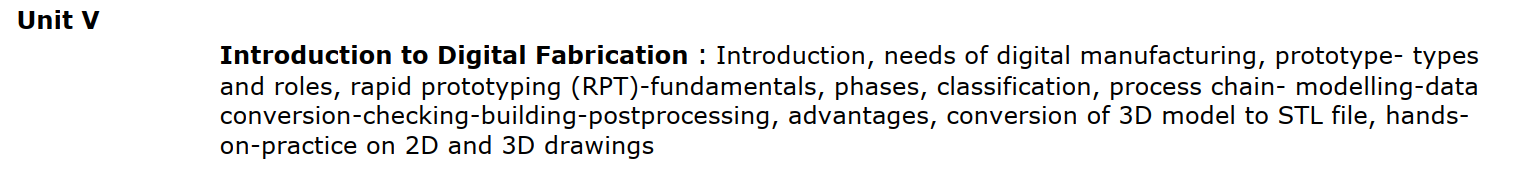 Unit V
Introduction to Digital Fabrication : Introduction, needs of digital manufacturing, prototype- types
and roles, rapid prototyping (RPT)-fundamentals, phases, classification, process chain- modelling-data
conversion-checking-building-postprocessing, advantages, conversion of 3D model to STL file, hands-
on-practice on 2D and 3D drawings